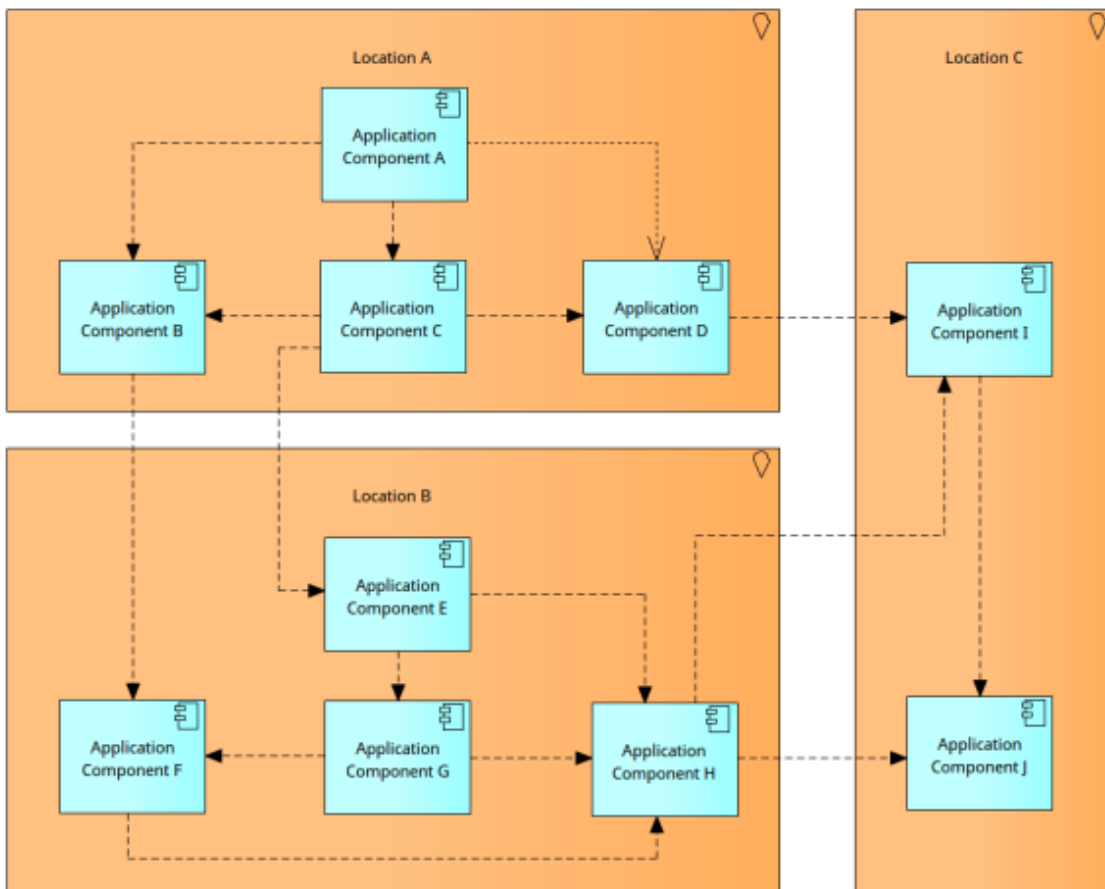 Location A
Application
Component A
Application
Component B
Application
Component C
Application
Component D
Location C
Application
Component I
Location B
Application
Component E
Application
Component F
Application
Component G
Application
Component H
Application
Component J